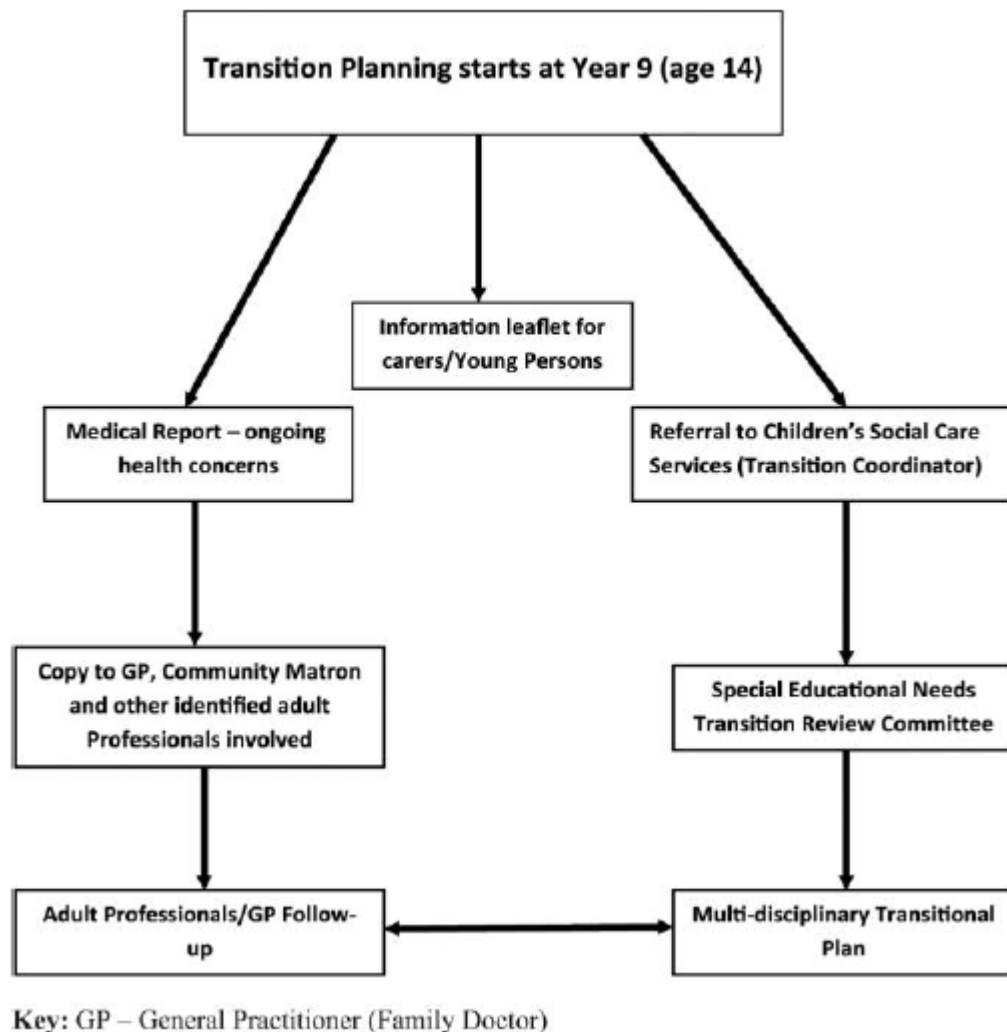 Transition Planning starts at Year 9 (age 14)
Information leaflet for
carers/Young Persons
Medical Report – ongoing
health concerns
Referral to Children's Social Care
Services (Transition Coordinator)
Copy to GP, Community Matron
and other identified adult
Professionals involved
Special Educational Needs
Transition Review Committee
Adult Professionals/GP Follow-
up
Multi-disciplinary Transitional
Plan
Key: GP – General Practitioner (Family Doctor)